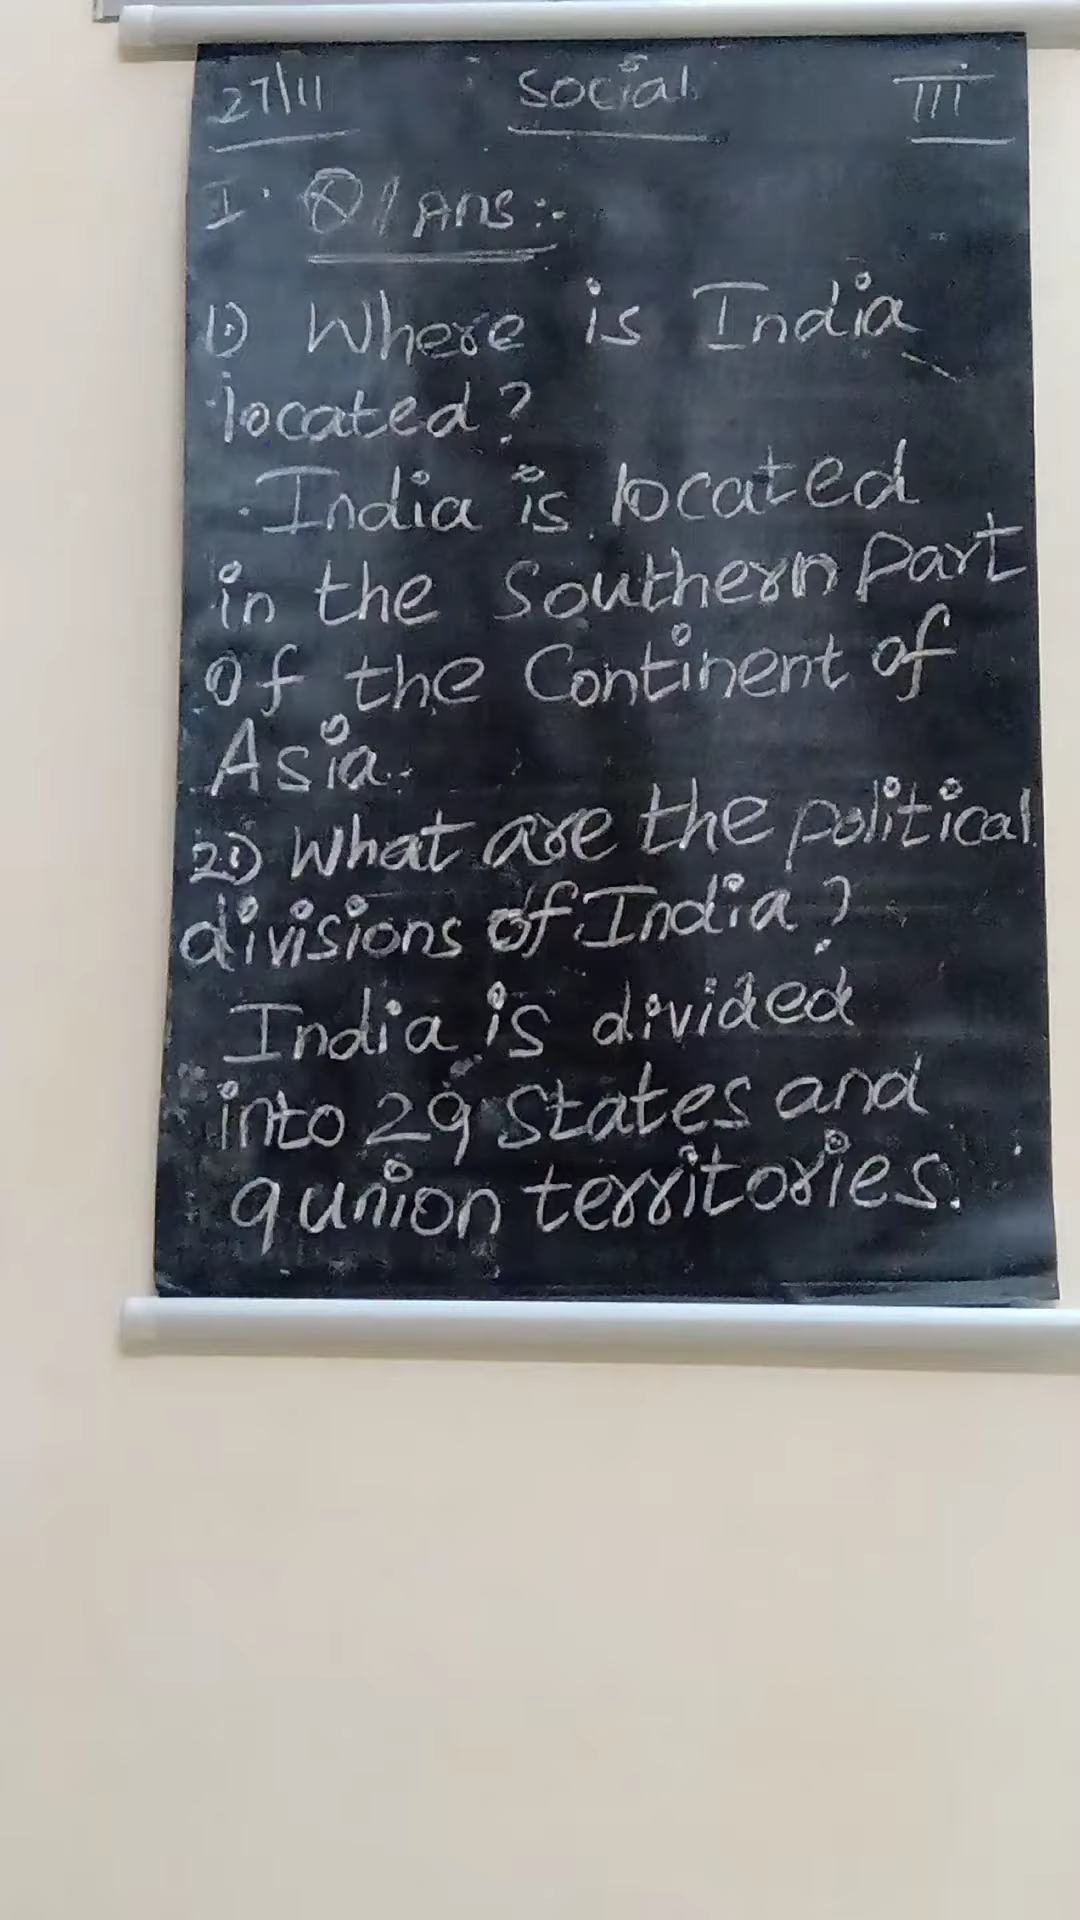 27/11 Social III
I. Q/Ans:-
1) Where is India
located?
India is located
in the Southern Part
Of the Continent of
Asia.
2) What are the political
divisions of India?
India is divided
into 29 States and
9 union territories.